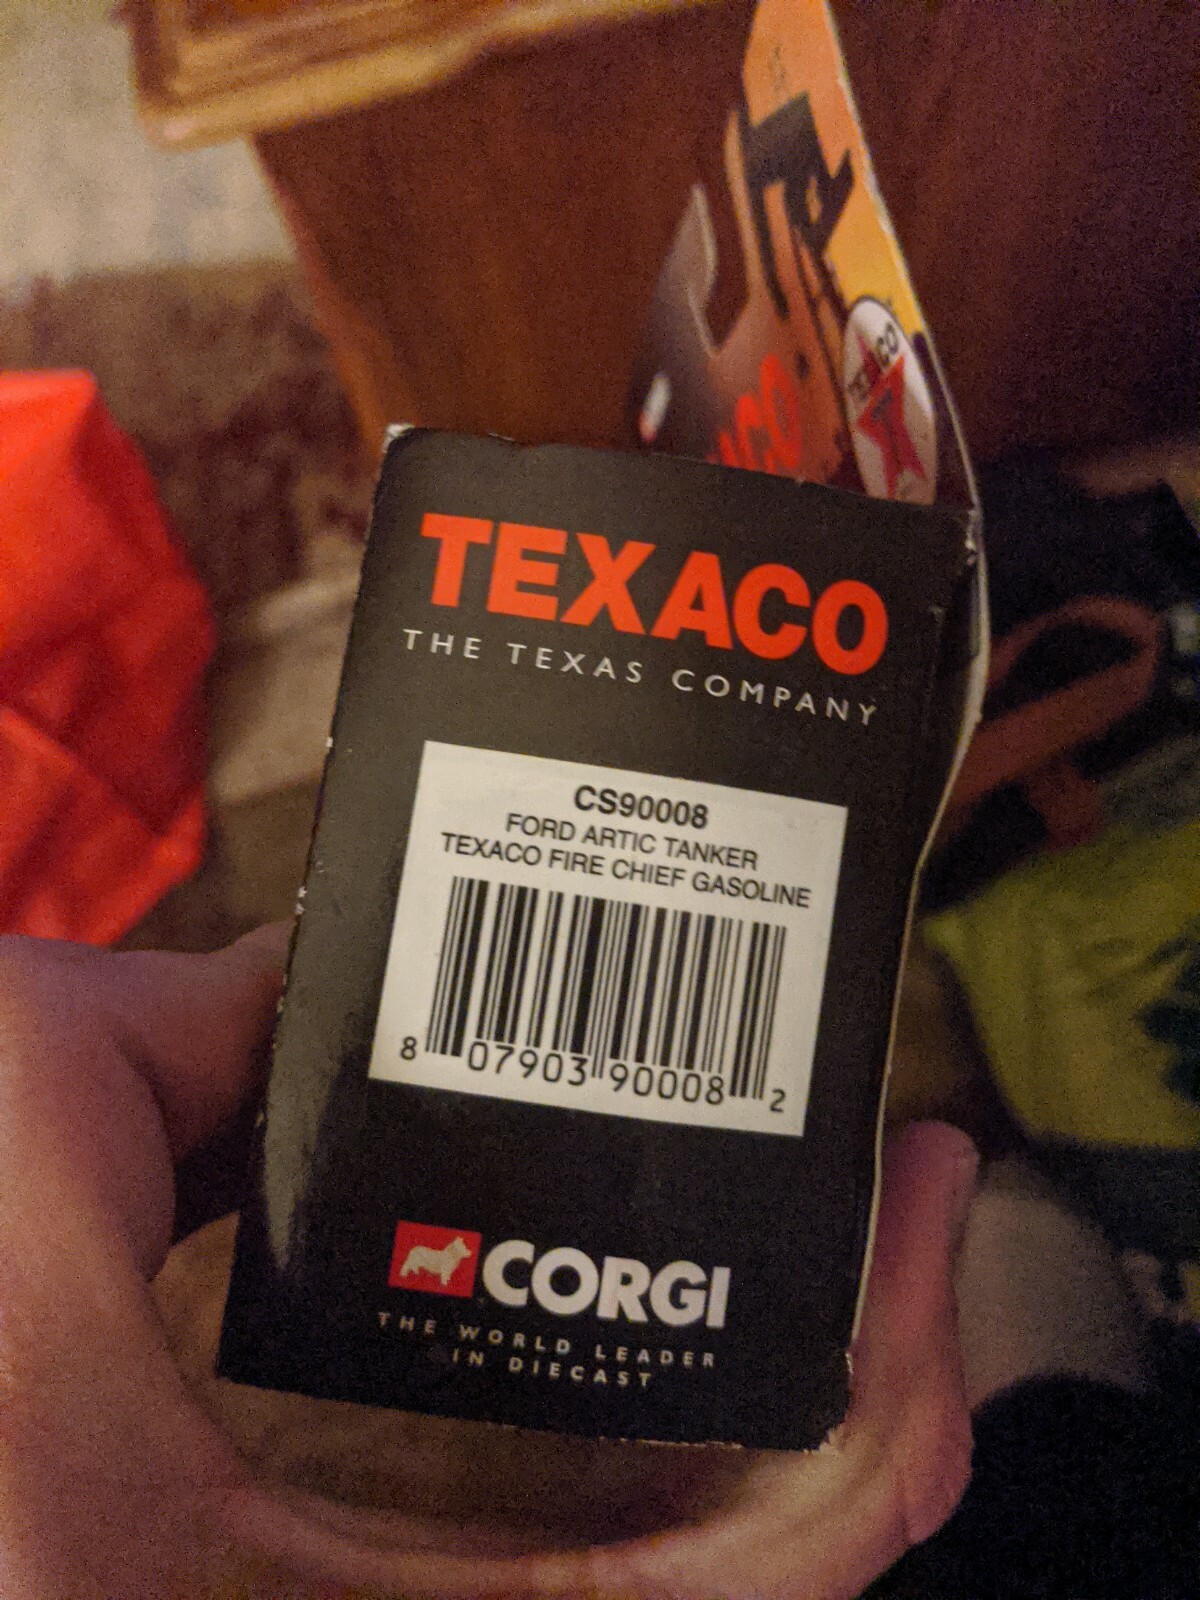 TEXACO
TEXACO
THE TEXAS COMPANY
CS90008
FORD ARTIC TANKER
TEXACO FIRE CHIEF GASOLINE
8 07903 90008 2
CORGI
THE WORLD LEADER
IN DIECAST